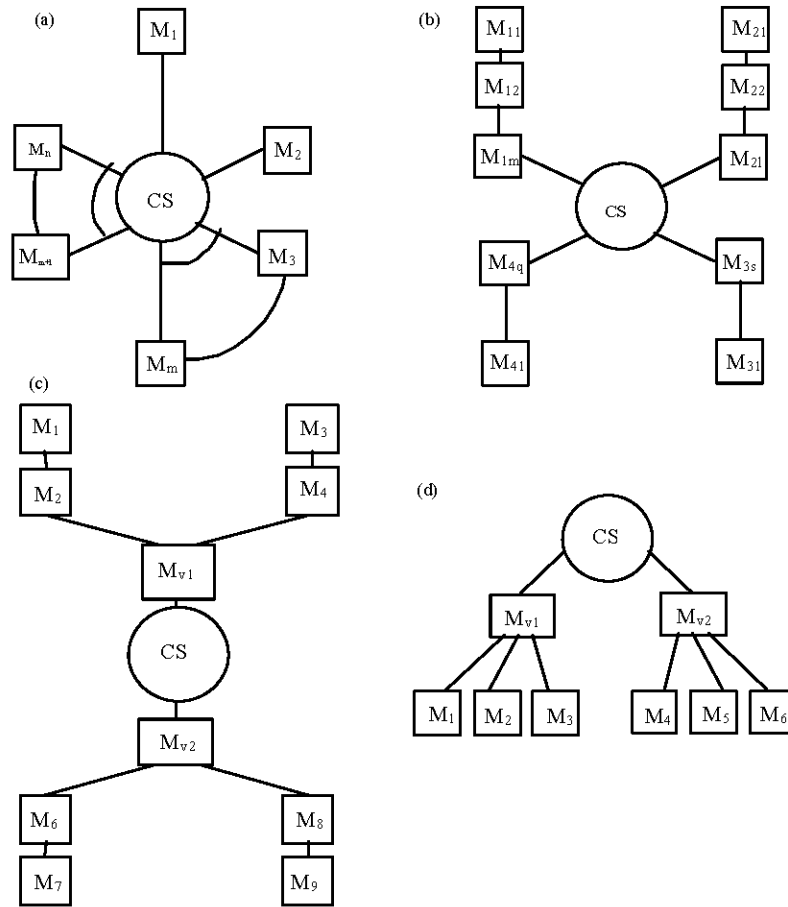 (a)
M₁
Mₙ
M₂
CS
Mₘ₊₁
M₃
Mₘ
(b)
M₁₁
M₂₁
M₁₂
M₂₂
M₁ₘ
M₂ₗ
CS
M₄q
M₃ₛ
M₄₁
M₃₁
(c)
M₁
M₃
M₂
M₄
Mᵥ₁
CS
Mᵥ₂
M₆
M₈
M₇
M₉
(d)
CS
Mᵥ₁
Mᵥ₂
M₁
M₂
M₃
M₄
M₅
M₆